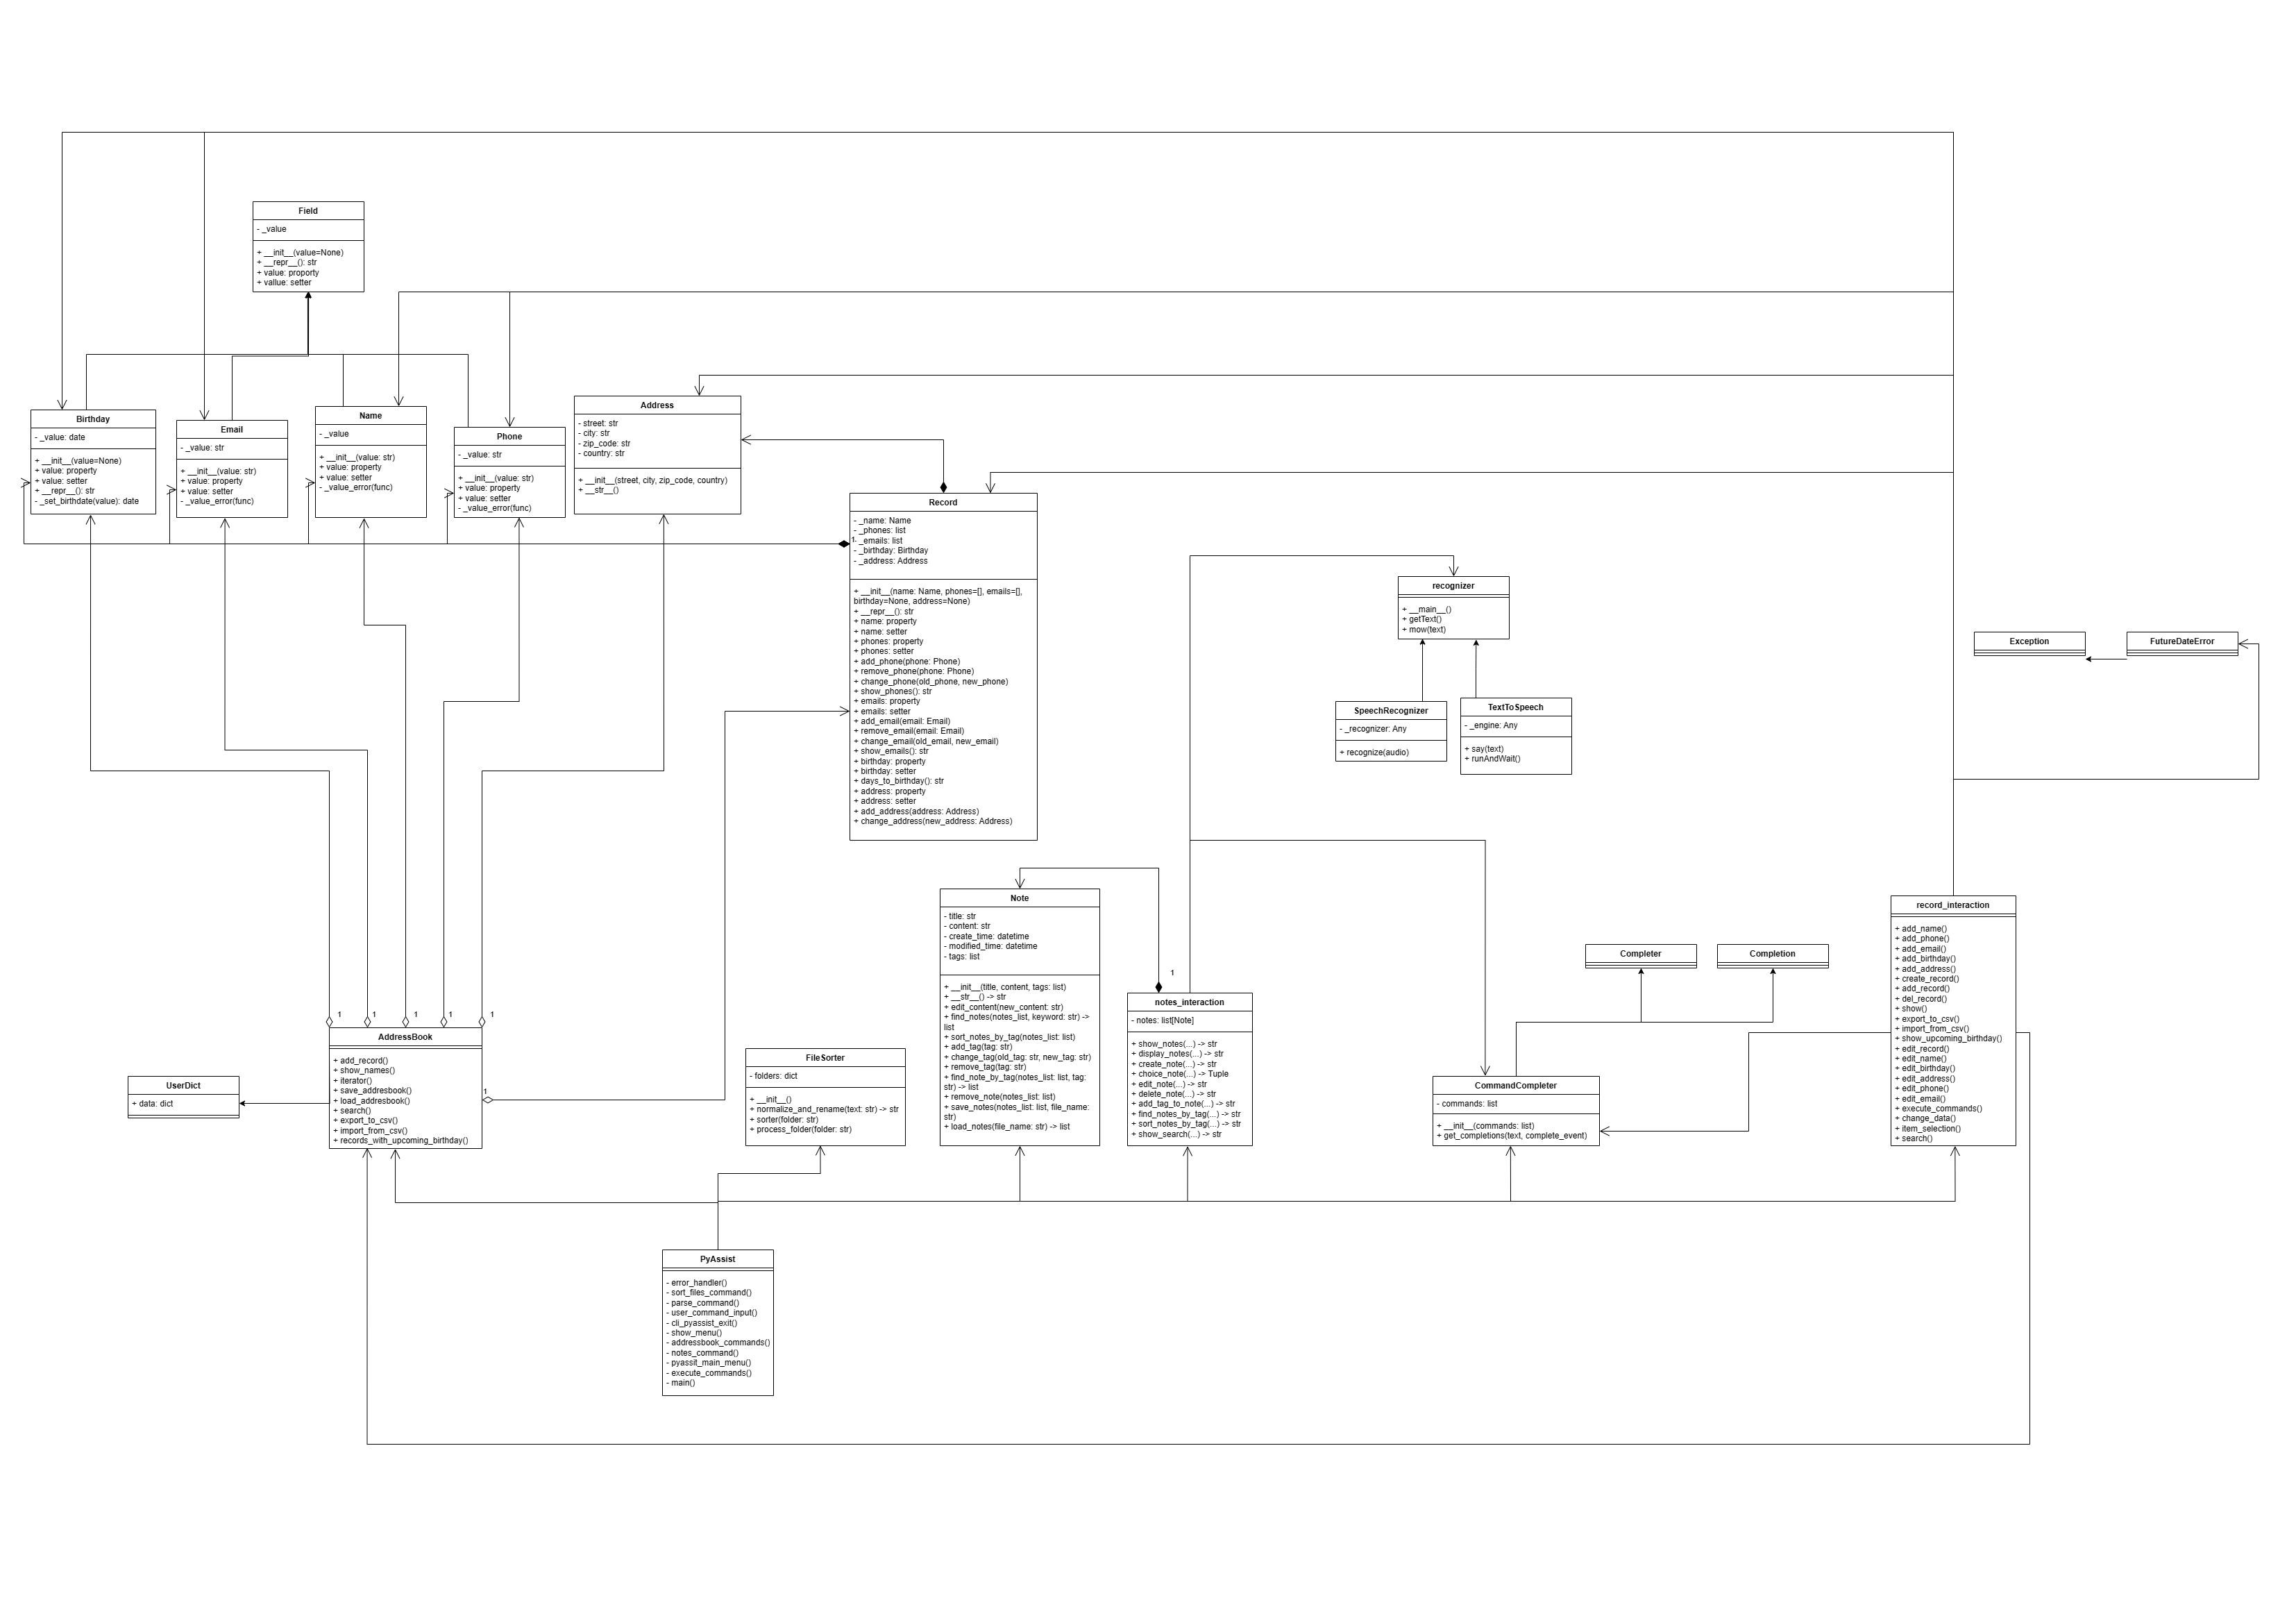 Field
- _value
+ __init__(value=None)
+ __repr__(): str
+ value: proporty
+ vallue: setter
Birthday
- _value: date
+ __init__(value=None)
+ value: property
+ value: setter
+ __repr__(): str
- _set_birthdate(value): date
Email
- _value: str
+ __init__(value: str)
+ value: property
+ value: setter
- _value_error(func)
Name
- _value
+ __init__(value: str)
+ value: property
+ value: setter
- _value_error(func)
Phone
- _value: str
+ __init__(value: str)
+ value: property
+ value: setter
- _value_error(func)
Address
- street: str
- city: str
- zip_code: str
- country: str
+ __init__(street, city, zip_code, country)
+ __str__()
Record
- _name: Name
- _phones: list
1
- _emails: list
- _birthday: Birthday
- _address: Address
+ __init__(name: Name, phones=[], emails=[],
birthday=None, address=None)
+ __repr__(): str
+ name: property
+ name: setter
+ phones: property
+ phones: setter
+ add_phone(phone: Phone)
+ remove_phone(phone: Phone)
+ change_phone(old_phone, new_phone)
+ show_phones(): str
+ emails: property
+ emails: setter
+ add_email(email: Email)
+ remove_email(email: Email)
+ change_email(old_email, new_email)
+ show_emails(): str
+ birthday: property
+ birthday: setter
+ days_to_birthday(): str
+ address: property
+ address: setter
+ add_address(address: Address)
+ change_address(new_address: Address)
recognizer
+ __main__()
+ getText()
+ mow(text)
SpeechRecognizer
- _recognizer: Any
+ recognize(audio)
TextToSpeech
- _engine: Any
+ say(text)
+ runAndWait()
Exception
FutureDateError
Note
- title: str
- content: str
- create_time: datetime
- modified_time: datetime
- tags: list
+ __init__(title, content, tags: list)
+ __str__() -> str
+ edit_content(new_content: str)
+ find_notes(notes_list, keyword: str) ->
list
+ sort_notes_by_tag(notes_list: list)
+ add_tag(tag: str)
+ change_tag(old_tag: str, new_tag: str)
+ remove_tag(tag: str)
+ find_note_by_tag(notes_list: list, tag:
str) -> list
+ remove_note(notes_list: list)
+ save_notes(notes_list: list, file_name:
str)
+ load_notes(file_name: str) -> list
1
notes_interaction
- notes: list[Note]
+ show_notes(...) -> str
+ display_notes(...) -> str
+ create_note(...) -> str
+ choice_note(...) -> Tuple
+ edit_note(...) -> str
+ delete_note(...) -> str
+ add_tag_to_note(...) -> str
+ find_notes_by_tag(...) -> str
+ sort_notes_by_tag(...) -> str
+ show_search(...) -> str
Completer
Completion
CommandCompleter
- commands: list
+ __init__(commands: list)
+ get_completions(text, complete_event)
record_interaction
+ add_name()
+ add_phone()
+ add_email()
+ add_birthday()
+ add_address()
+ create_record()
+ add_record()
+ del_record()
+ show()
+ export_to_csv()
+ import_from_csv()
+ show_upcoming_birthday()
+ edit_record()
+ edit_name()
+ edit_birthday()
+ edit_address()
+ edit_phone()
+ edit_email()
+ execute_commands()
+ change_data()
+ item_selection()
+ search()
1
1
1
1
1
AddressBook
+ add_record()
+ show_names()
+ iterator()
+ save_addresbook()
+ load_addresbook()
+ search()
+ export_to_csv()
+ import_from_csv()
+ records_with_upcoming_birthday()
1
UserDict
+ data: dict
FileSorter
- folders: dict
+ __init__()
+ normalize_and_rename(text: str) -> str
+ sorter(folder: str)
+ process_folder(folder: str)
PyAssist
- error_handler()
- sort_files_command()
- parse_command()
- user_command_input()
- cli_pyassist_exit()
- show_menu()
- addressbook_commands()
- notes_command()
- pyassit_main_menu()
- execute_commands()
- main()